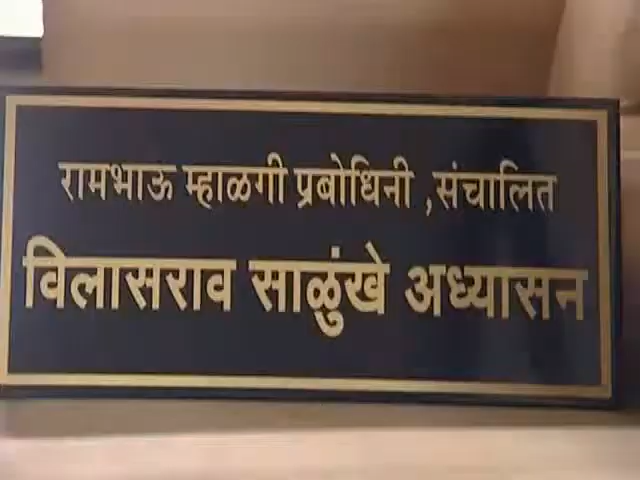 रामभाऊ म्हाळगी प्रबोधिनी ,संचालित
विलासराव साळुंखे अध्यासन